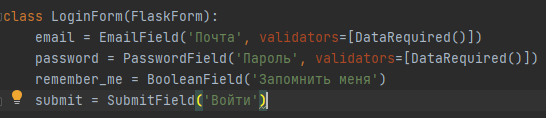 class LoginForm(FlaskForm):
    email = EmailField('Почта', validators=[DataRequired()])
    password = PasswordField('Пароль', validators=[DataRequired()])
    remember_me = BooleanField('Запомнить меня')
    submit = SubmitField('Войти')